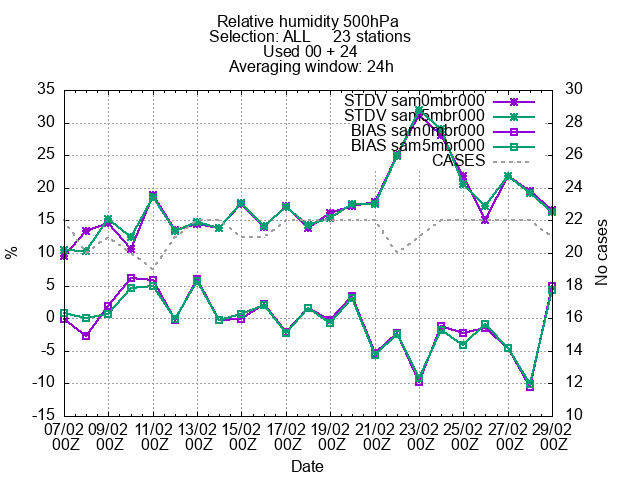 Relative humidity 500hPa
Selection: ALL 23 stations
Used 00 + 24
Averaging window: 24h
35 30
30 28
25 26
20 24
15 22
10 20
5 18
0 16
-5 14
-10 12
-15 10
STDV sam0mbr000
STDV sam5mbr000
BIAS sam0mbr000
BIAS sam5mbr000
CASES
%
No cases
07/02 09/02 11/02 13/02 15/02 17/02 19/02 21/02 23/02 25/02 27/02 29/02
00Z 00Z 00Z 00Z 00Z 00Z 00Z 00Z 00Z 00Z 00Z 00Z
Date